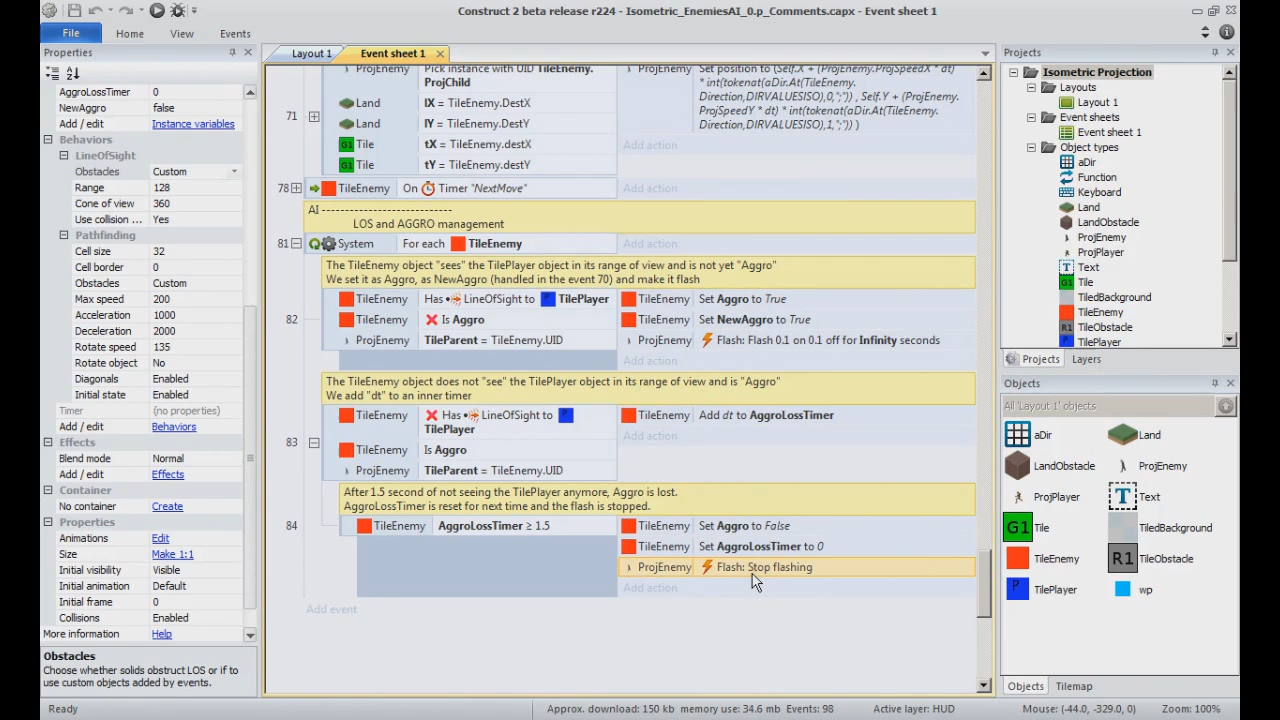 Construct 2 beta release r224 - Isometric_EnemiesAI_0.p_Comments.capx - Event sheet 1
File
Home
View
Events
Properties
AggroLossTimer 0
NewAggro false
Add / edit Instance variables
Behaviors
LineOfSight
Obstacles Custom
Range 128
Cone of view 360
Use collision ... Yes
Pathfinding
Cell size 32
Cell border 0
Obstacles Custom
Max speed 200
Acceleration 1000
Deceleration 2000
Rotate speed 135
Rotate object No
Diagonals Enabled
Initial state Enabled
Timer (no properties)
Add / edit Behaviors
Effects
Blend mode Normal
Add / edit Effects
Container
No container Create
Properties
Animations Edit
Size Make 1:1
Initial visibility Visible
Initial animation Default
Initial frame 0
Collisions Enabled
More information Help
Obstacles
Choose whether solids obstruct LOS or if to
use custom objects added by events.
Layout 1
Event sheet 1
71
ProjEnemy Pick instance with UID TileEnemy.
ProjChild
Land lX = TileEnemy.DestX
Land lY = TileEnemy.DestY
G1 Tile tX = TileEnemy.destX
G1 Tile tY = TileEnemy.destY
ProjEnemy Set position to (Self.X + (ProjEnemy.ProjSpeedX * dt)
* int(tokenat(aDir.At(TileEnemy.
Direction,DIRVALUESISO),0,";")) , Self.Y + (ProjEnemy.
ProjSpeedY * dt) * int(tokenat(aDir.At(TileEnemy.
Direction,DIRVALUESISO),1,";")) )
Add action
78 TileEnemy On Timer "NextMove" Add action
AI ----------------------------
LOS and AGGRO management
81 System For each TileEnemy Add action
The TileEnemy object "sees" the TilePlayer object in its range of view and is not yet "Aggro"
We set it as Aggro, as NewAggro (handled in the event 70) and make it flash
82
TileEnemy Has LineOfSight to P TilePlayer
TileEnemy Is Aggro
ProjEnemy TileParent = TileEnemy.UID
TileEnemy Set Aggro to True
TileEnemy Set NewAggro to True
ProjEnemy Flash: Flash 0.1 on 0.1 off for Infinity seconds
Add action
The TileEnemy object does not "see" the TilePlayer object in its range of view and is "Aggro"
We add "dt" to an inner timer
83
TileEnemy Has LineOfSight to P
TilePlayer
TileEnemy Is Aggro
ProjEnemy TileParent = TileEnemy.UID
TileEnemy Add dt to AggroLossTimer
Add action
After 1.5 second of not seeing the TilePlayer anymore, Aggro is lost.
AggroLossTimer is reset for next time and the flash is stopped.
84 TileEnemy AggroLossTimer ≥ 1.5
TileEnemy Set Aggro to False
TileEnemy Set AggroLossTimer to 0
ProjEnemy Flash: Stop flashing
Add action
Add event
Projects
Isometric Projection
Layouts
Layout 1
Event sheets
Event sheet 1
Object types
aDir
Function
Keyboard
Land
LandObstacle
ProjEnemy
ProjPlayer
T Text
Tile
TiledBackground
TileEnemy
R1 TileObstacle
P TilePlayer
Projects
Layers
Objects
All 'Layout 1' objects
aDir
Land
LandObstacle
ProjEnemy
ProjPlayer
T Text
G1 Tile
TiledBackground
TileEnemy
R1 TileObstacle
P TilePlayer
wp
Objects
Tilemap
Ready
Approx. download: 150 kb memory use: 34.6 mb Events: 98
Active layer: HUD
Mouse: (-44.0, -329.0, 0)
Zoom: 100%